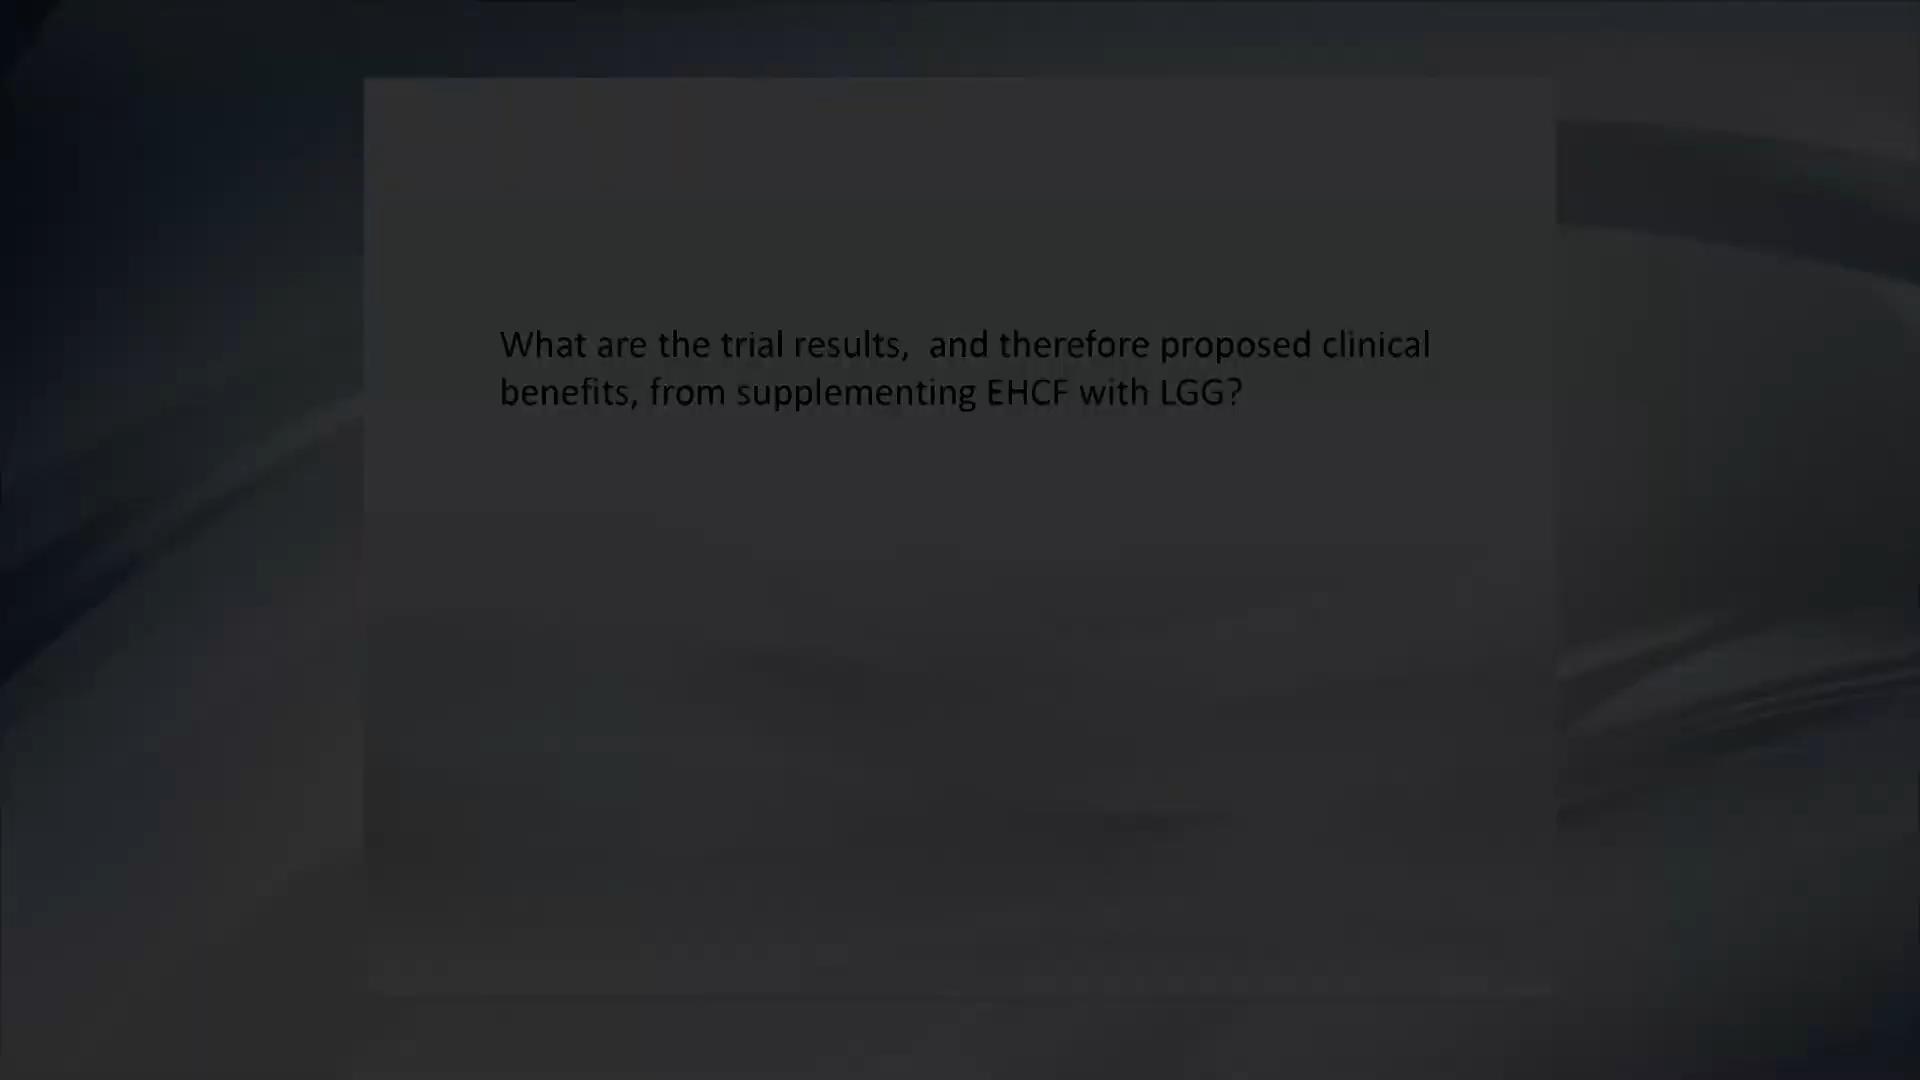 What are the trial results,  and therefore proposed clinical
benefits, from supplementing EHCF with LGG?